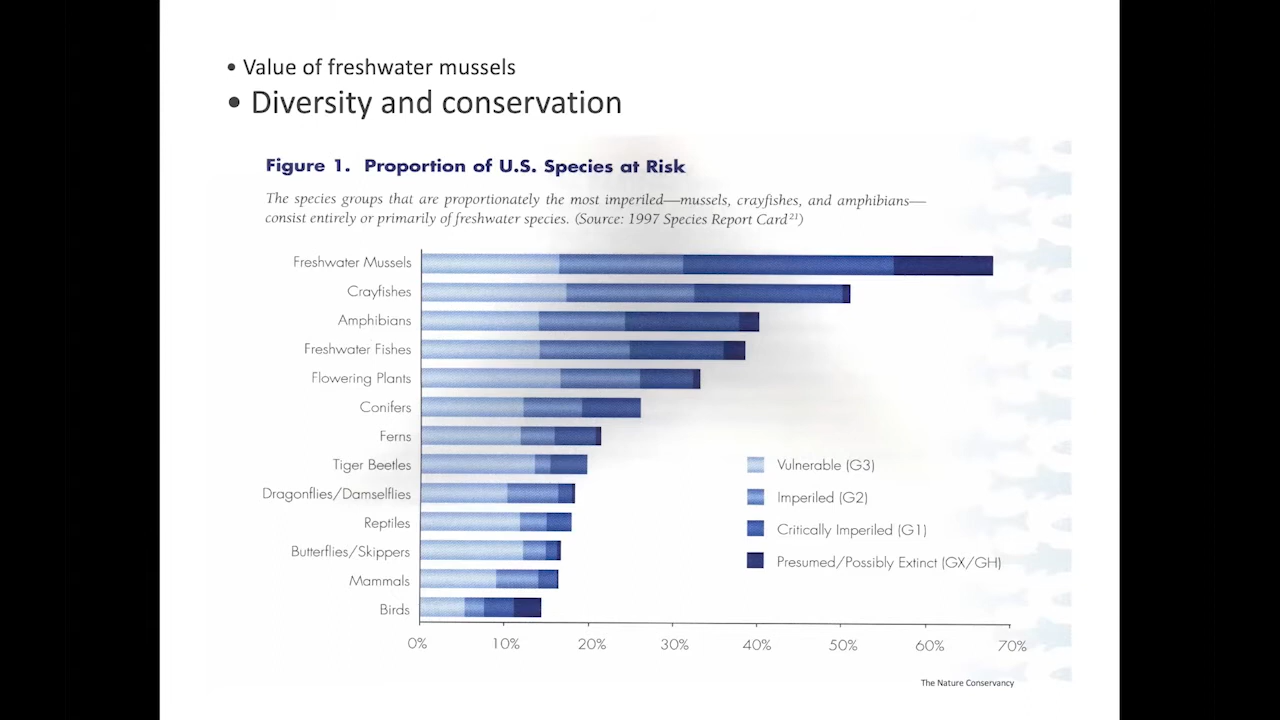 • Value of freshwater mussels
• Diversity and conservation
Figure 1. Proportion of U.S. Species at Risk
The species groups that are proportionately the most imperiled—mussels, crayfishes, and amphibians—
consist entirely or primarily of freshwater species. (Source: 1997 Species Report Card²¹)
Freshwater Mussels
Crayfishes
Amphibians
Freshwater Fishes
Flowering Plants
Conifers
Ferns
Tiger Beetles
Dragonflies/Damselflies
Reptiles
Butterflies/Skippers
Mammals
Birds
Vulnerable (G3)
Imperiled (G2)
Critically Imperiled (G1)
Presumed/Possibly Extinct (GX/GH)
0% 10% 20% 30% 40% 50% 60% 70%
The Nature Conservancy